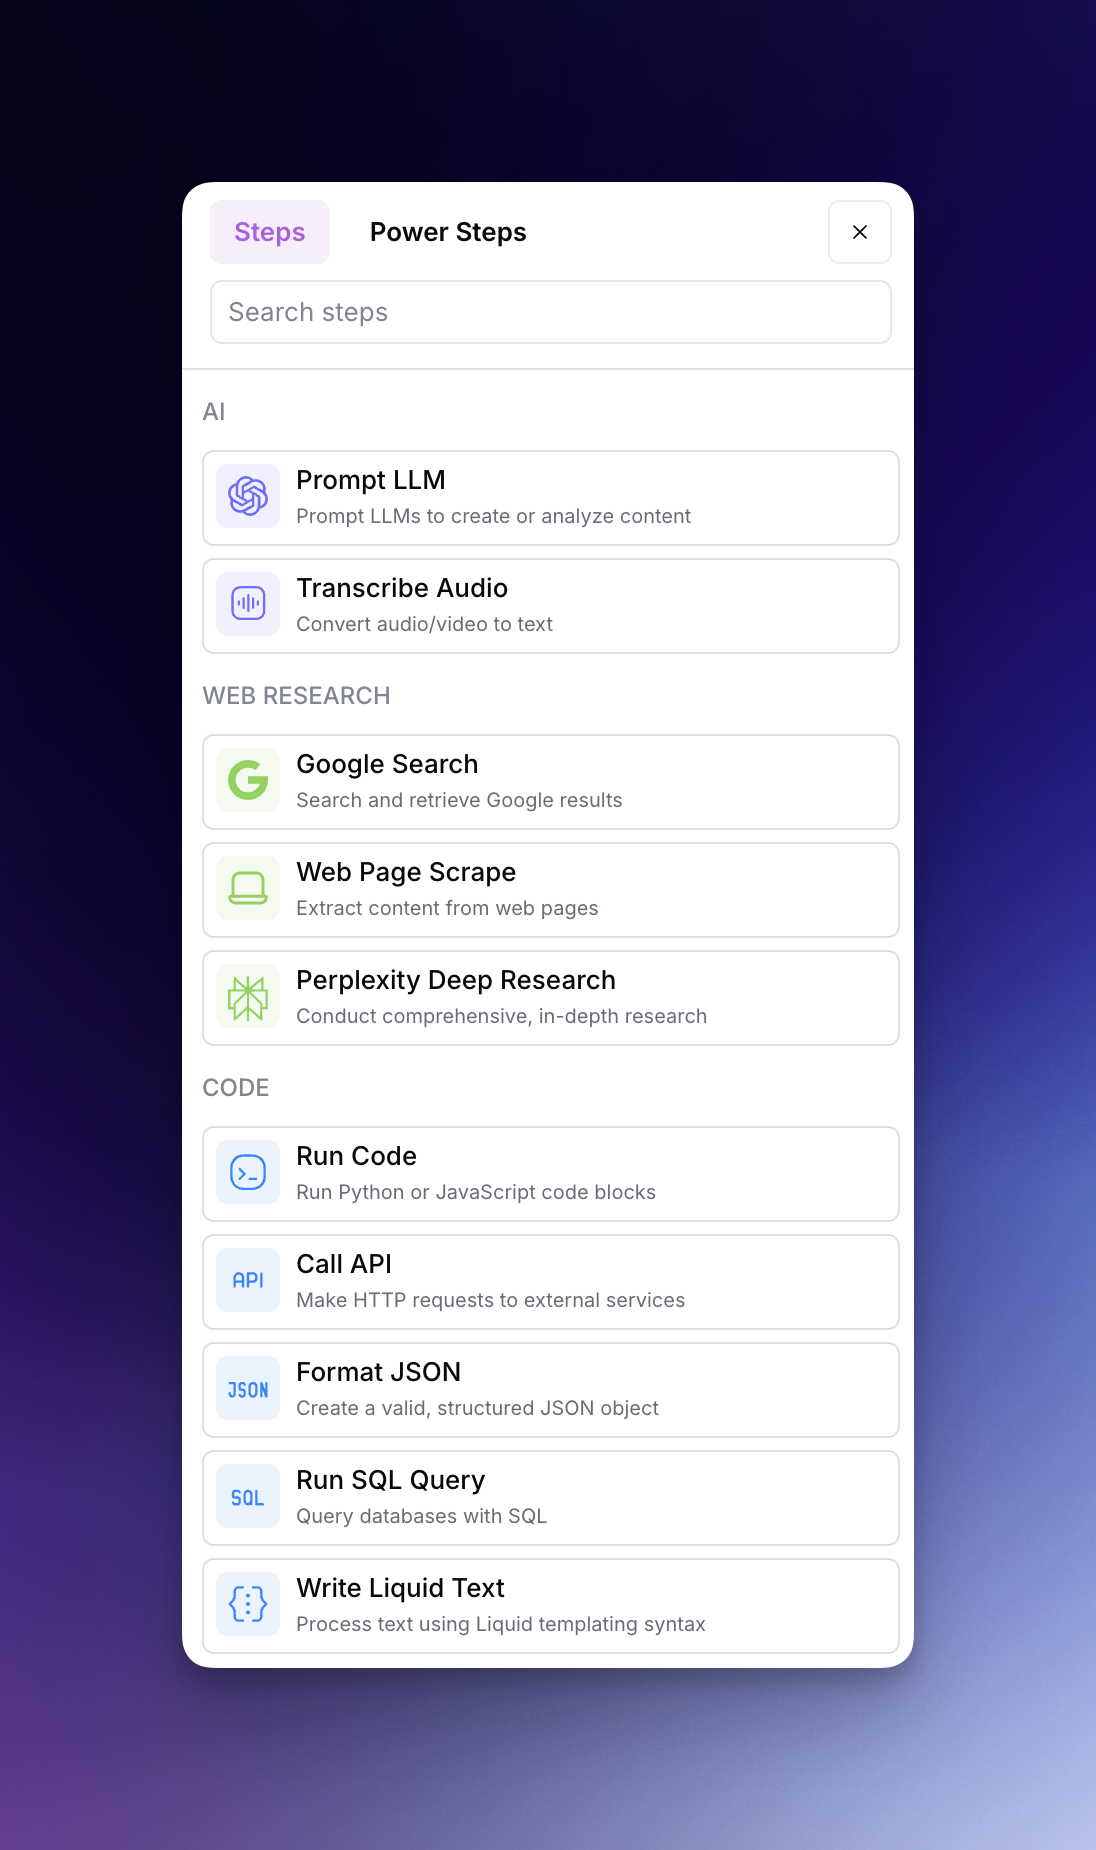 Steps
Power Steps
Search steps
AI
Prompt LLM
Prompt LLMs to create or analyze content
Transcribe Audio
Convert audio/video to text
WEB RESEARCH
Google Search
Search and retrieve Google results
Web Page Scrape
Extract content from web pages
Perplexity Deep Research
Conduct comprehensive, in-depth research
CODE
Run Code
Run Python or JavaScript code blocks
API
Call API
Make HTTP requests to external services
JSON
Format JSON
Create a valid, structured JSON object
SQL
Run SQL Query
Query databases with SQL
Write Liquid Text
Process text using Liquid templating syntax